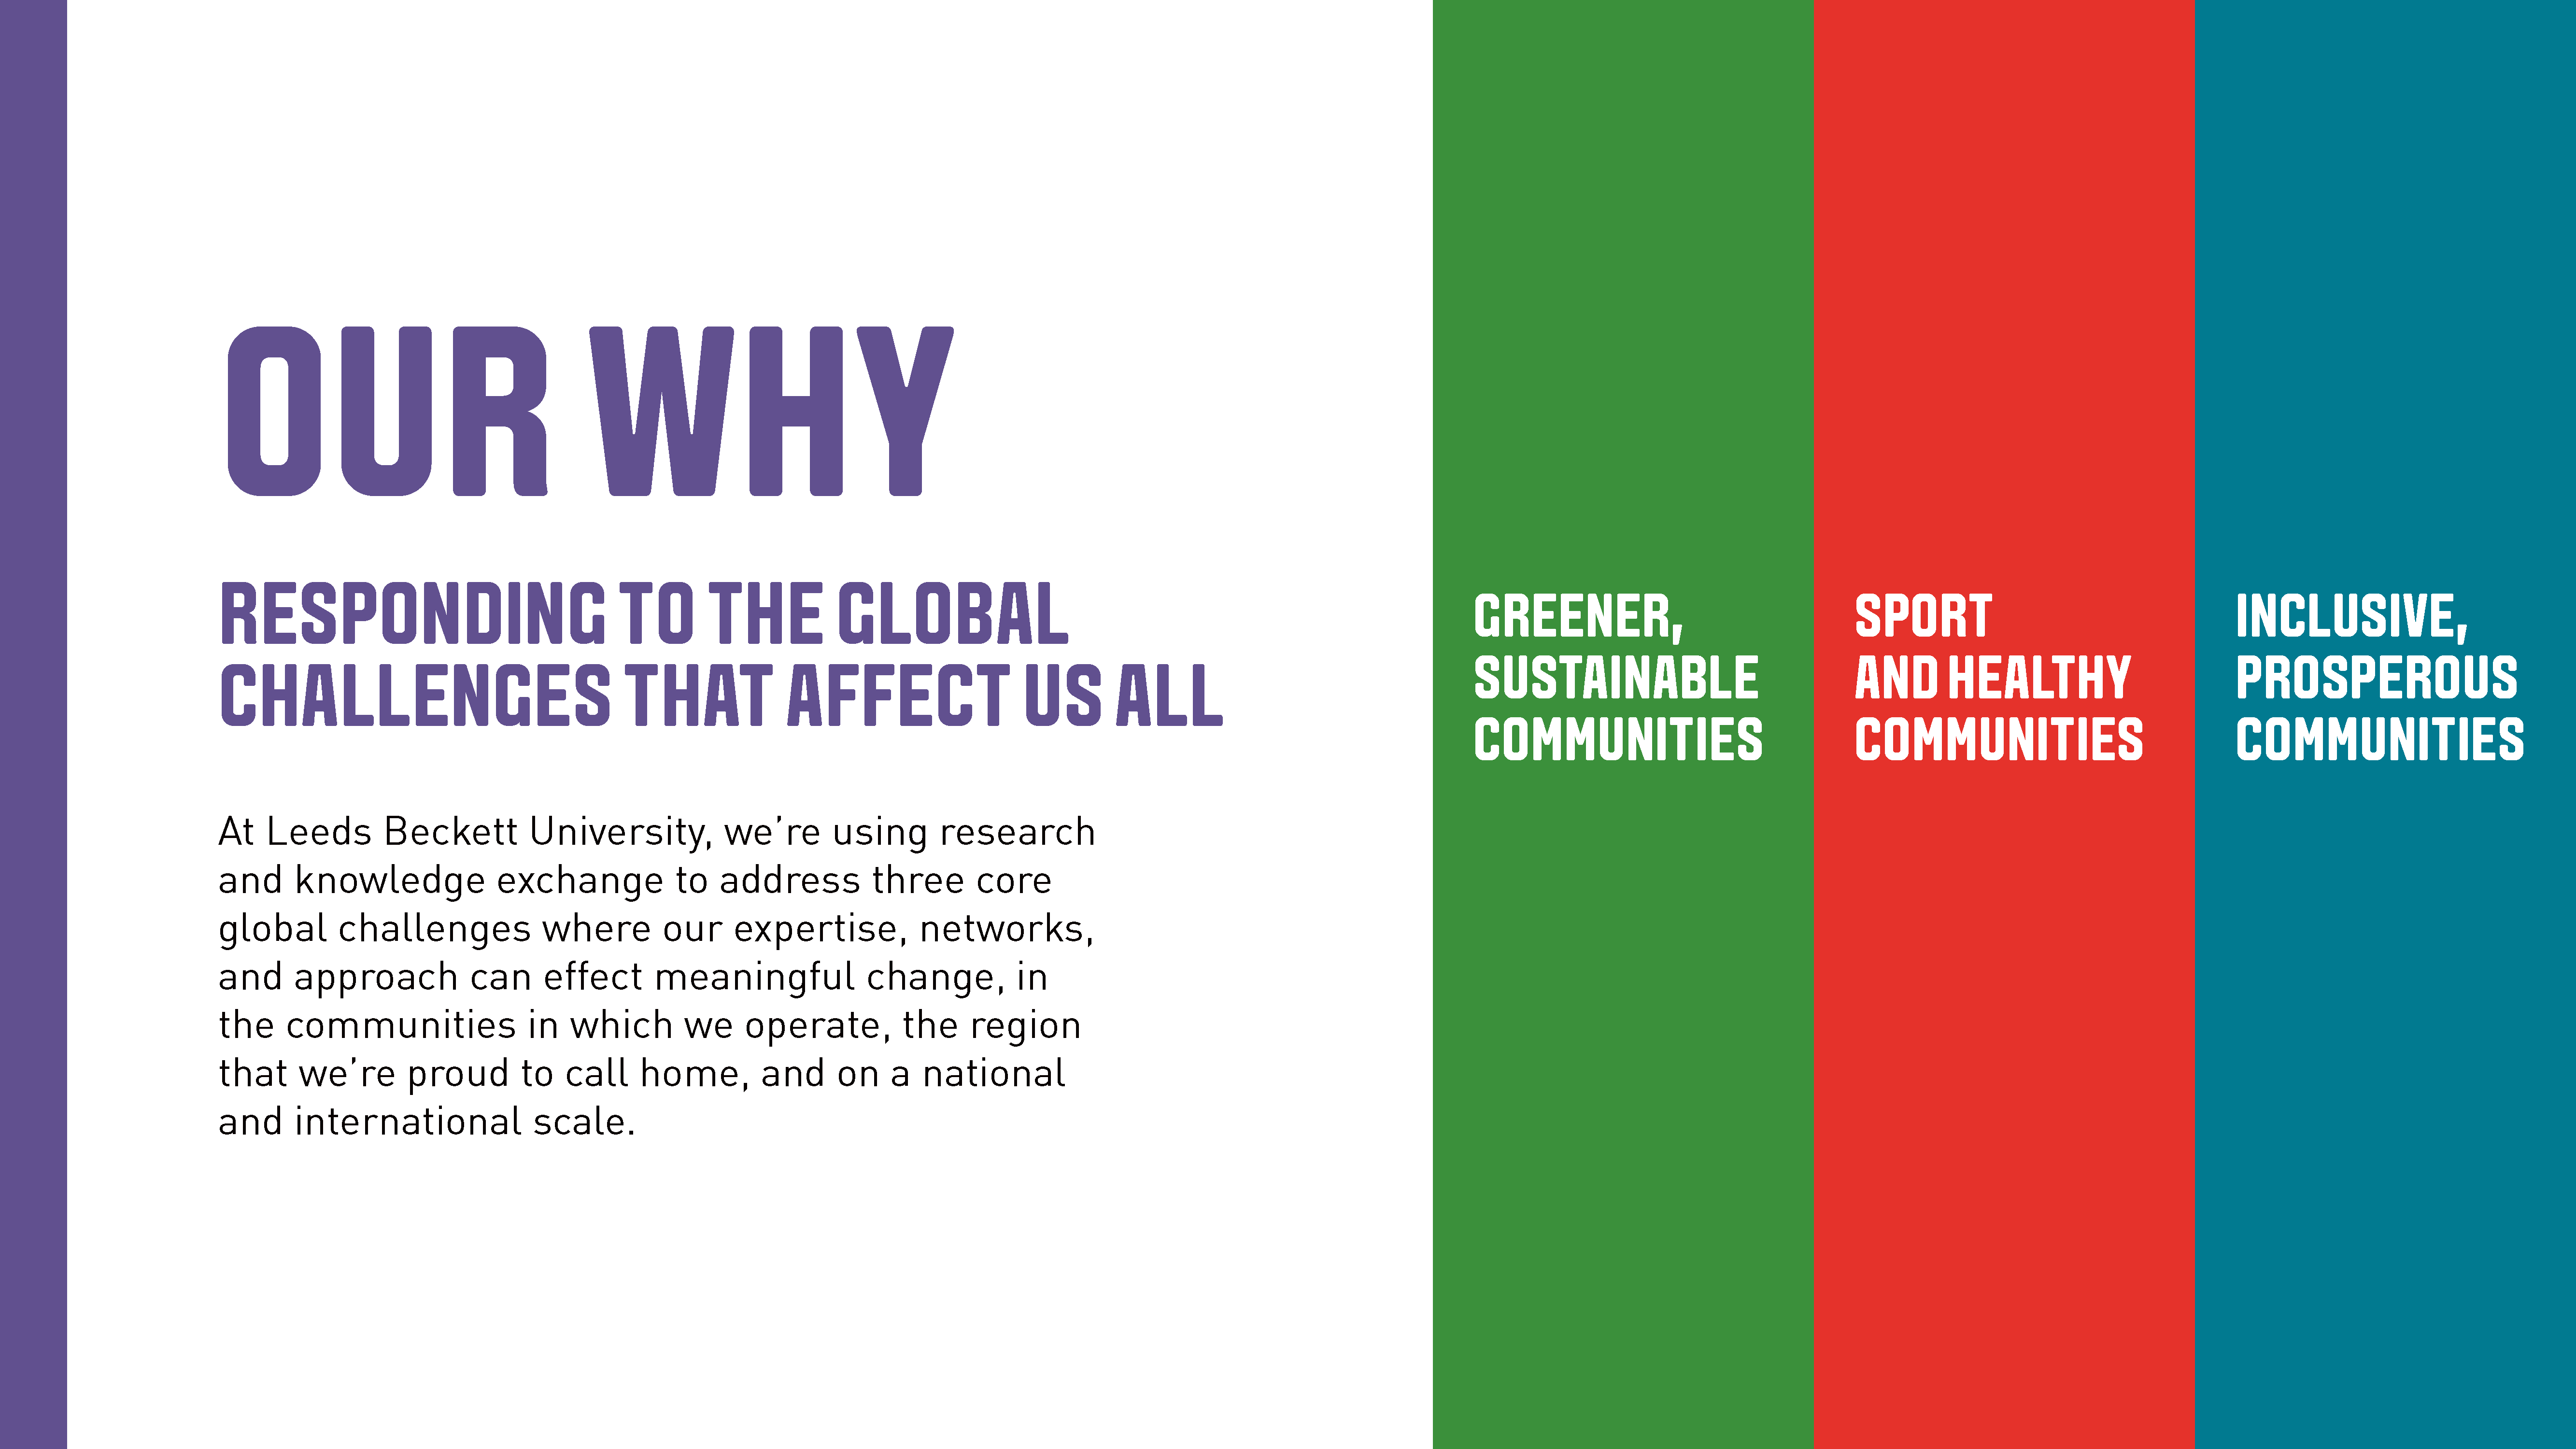 OUR WHY
RESPONDING TO THE GLOBAL
CHALLENGES THAT AFFECT US ALL
At Leeds Beckett University, we’re using research
and knowledge exchange to address three core
global challenges where our expertise, networks,
and approach can effect meaningful change, in
the communities in which we operate, the region
that we’re proud to call home, and on a national
and international scale.
GREENER,
SUSTAINABLE
COMMUNITIES
SPORT
AND HEALTHY
COMMUNITIES
INCLUSIVE,
PROSPEROUS
COMMUNITIES